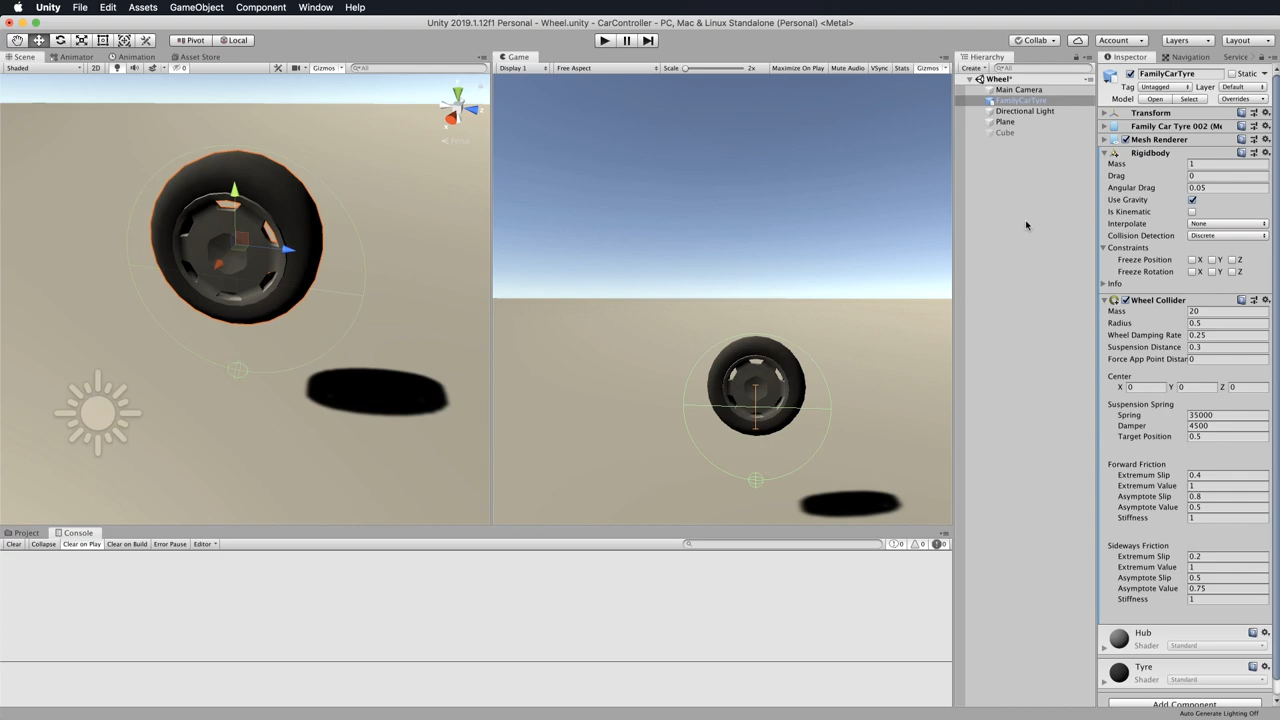 Unity File Edit Assets GameObject Component Window Help
Unity 2019.1.12f1 Personal - Wheel.unity - CarController - PC, Mac & Linux Standalone (Personal) <Metal>
Pivot Local Collab Account Layers Layout
Scene Animator Animation Asset Store Game Hierarchy Inspector Navigation Service
Shaded 2D Gizmos All Display 1 Free Aspect Scale 2x Maximize On Play Mute Audio VSync Stats Gizmos Create All
Wheel*
Main Camera
FamilyCarTyre
Directional Light
Plane
Cube
FamilyCarTyre Static
Tag Untagged Layer Default
Model Open Select Overrides
Transform
Family Car Tyre 002 (Me
Mesh Renderer
Rigidbody
Mass 1
Drag 0
Angular Drag 0.05
Use Gravity
Is Kinematic
Interpolate None
Collision Detection Discrete
Constraints
Freeze Position X Y Z
Freeze Rotation X Y Z
Info
Wheel Collider
Mass 20
Radius 0.5
Wheel Damping Rate 0.25
Suspension Distance 0.3
Force App Point Distan 0
Center
X 0 Y 0 Z 0
Suspension Spring
Spring 35000
Damper 4500
Target Position 0.5
Forward Friction
Extremum Slip 0.4
Extremum Value 1
Asymptote Slip 0.8
Asymptote Value 0.5
Stiffness 1
Sideways Friction
Extremum Slip 0.2
Extremum Value 1
Asymptote Slip 0.5
Asymptote Value 0.75
Stiffness 1
Hub
Shader Standard
Tyre
Shader Standard
Add Component
Project Console
Clear Collapse Clear on Play Clear on Build Error Pause Editor 0 0 0
Auto Generate Lighting Off